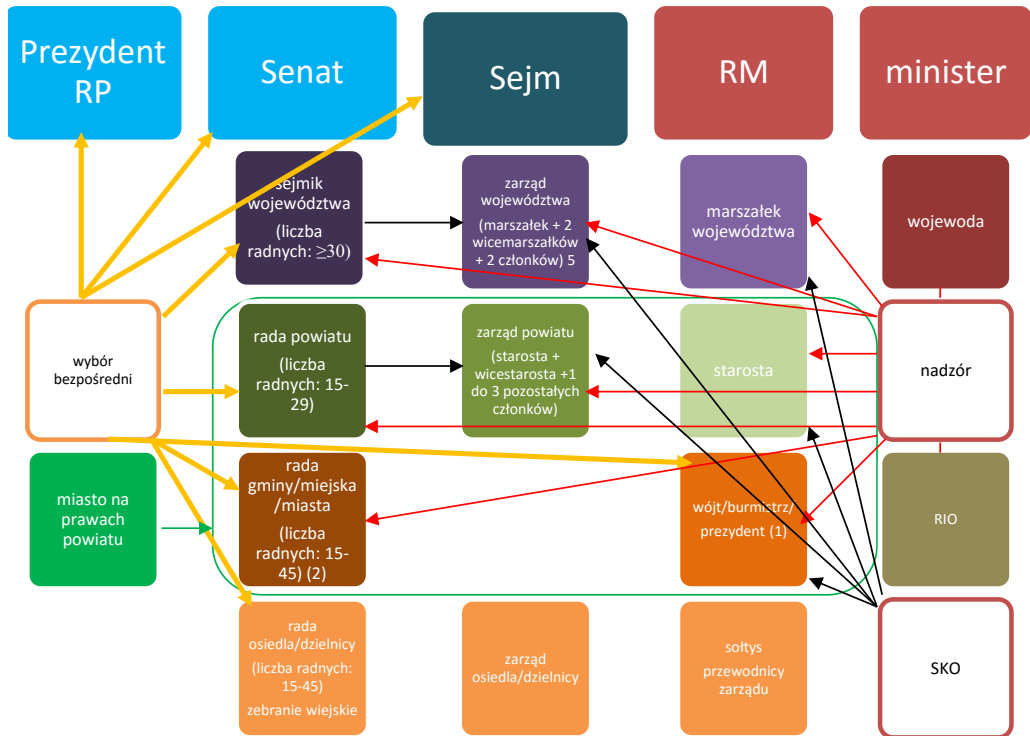 Prezydent
RP
Senat
Sejm
RM
minister
sejmik
województwa
(liczba
radnych: ≥30)
zarząd
województwa
(marszałek + 2
wicemarszałków
+ 2 członków) 5
marszałek
województwa
wojewoda
wybór
bezpośredni
rada powiatu
(liczba
radnych: 15-
29)
zarząd powiatu
(starosta +
wicestarosta +1
do 3 pozostałych
członków)
starosta
nadzór
miasto na
prawach
powiatu
rada
gminy/miejska
/miasta
(liczba
radnych: 15-
45) (2)
wójt/burmistrz/
prezydent (1)
RIO
rada
osiedla/dzielnicy
(liczba radnych:
15-45)
zebranie wiejskie
zarząd
osiedla/dzielnicy
sołtys
przewodnicy
zarządu
SKO